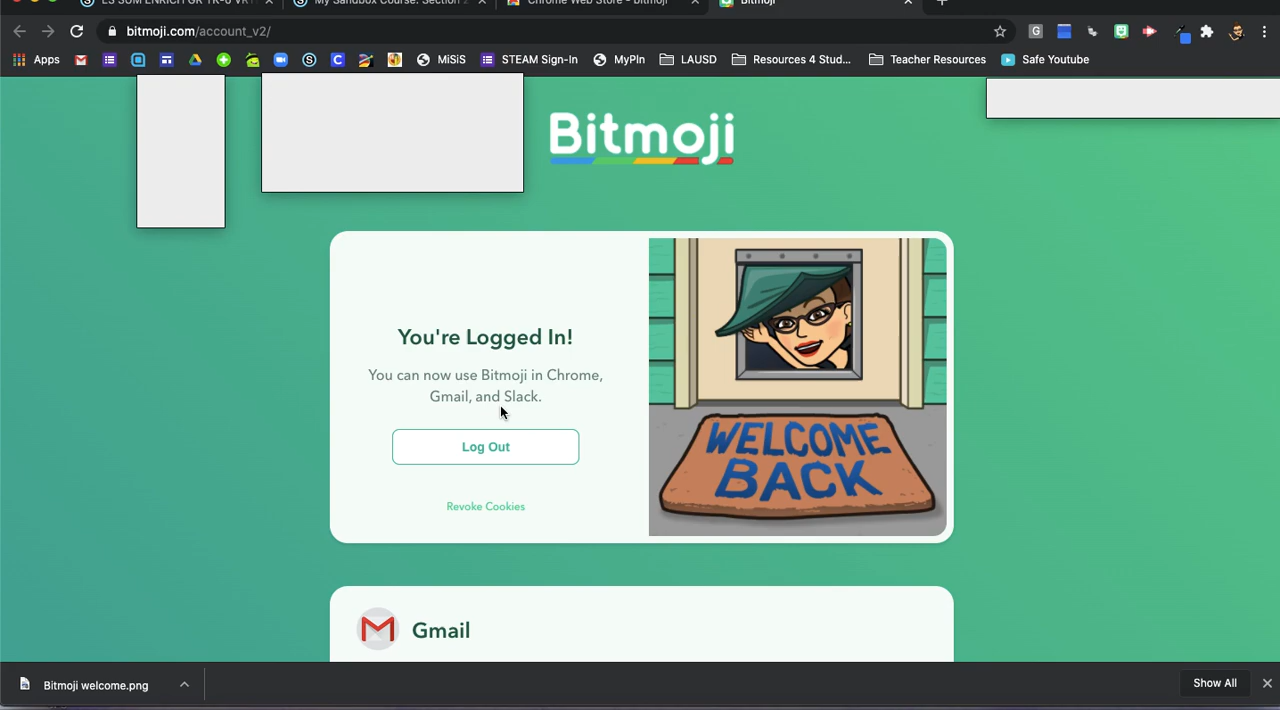 My Sandbox Course: Section 2
Chrome Web Store - bitmoji
Bitmoji
bitmoji.com/account_v2/
Apps
MiSiS
STEAM Sign-In
MyPln
LAUSD
Resources 4 Stud...
Teacher Resources
Safe Youtube
Bitmoji
You're Logged In!
You can now use Bitmoji in Chrome,
Gmail, and Slack.
Log Out
Revoke Cookies
WELCOME
BACK
Gmail
Bitmoji welcome.png
Show All